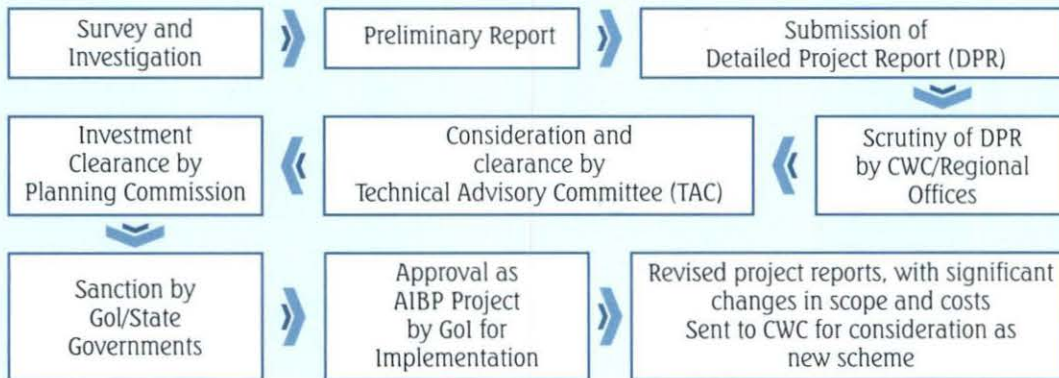 Survey and
Investigation
Preliminary Report
Submission of
Detailed Project Report (DPR)
Scrutiny of DPR
by CWC/Regional
Offices
Consideration and
clearance by
Technical Advisory Committee (TAC)
Investment
Clearance by
Planning Commission
Sanction by
GoI/State
Governments
Approval as
AIBP Project
by GoI for
Implementation
Revised project reports, with significant
changes in scope and costs
Sent to CWC for consideration as
new scheme